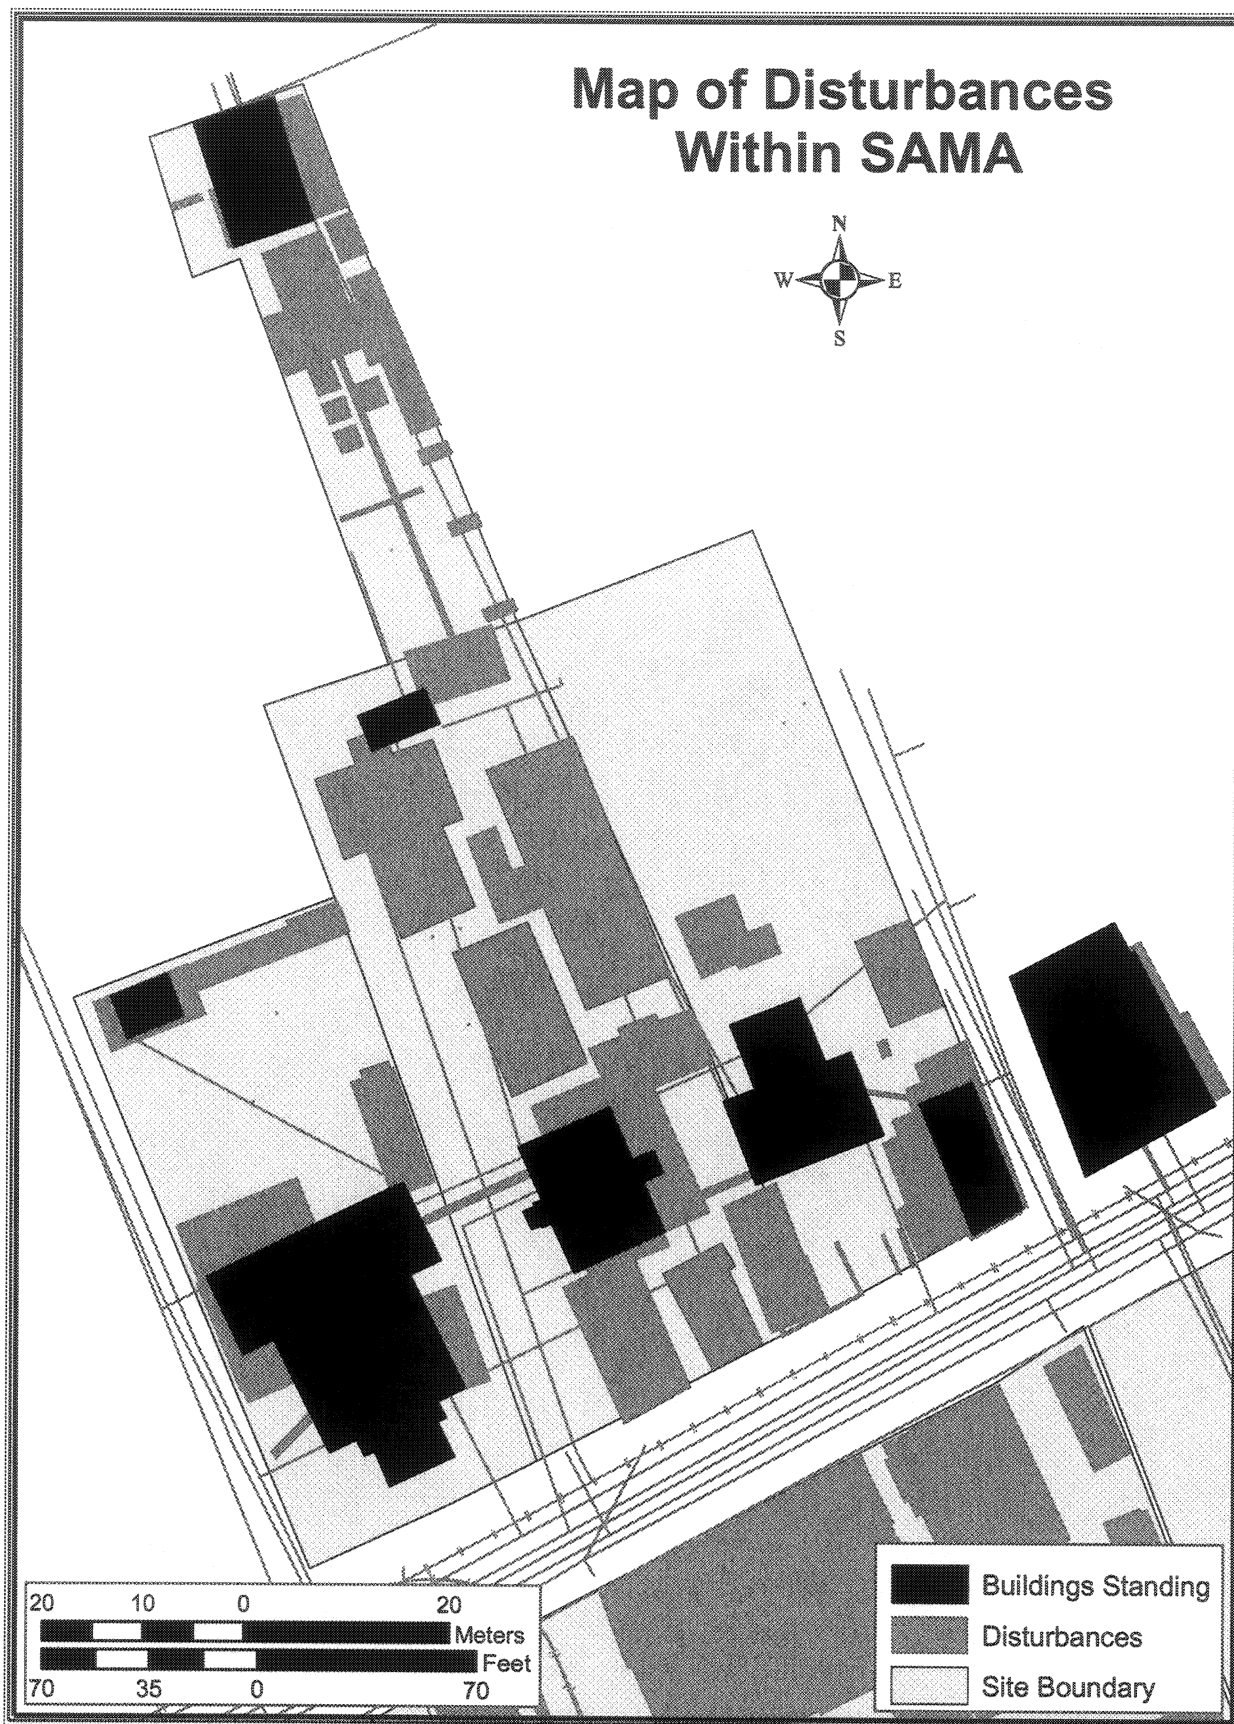 Map of Disturbances
Within SAMA
N
W E
S
Buildings Standing
Disturbances
Site Boundary
20 10 0 20
Meters
Feet
70 35 0 70